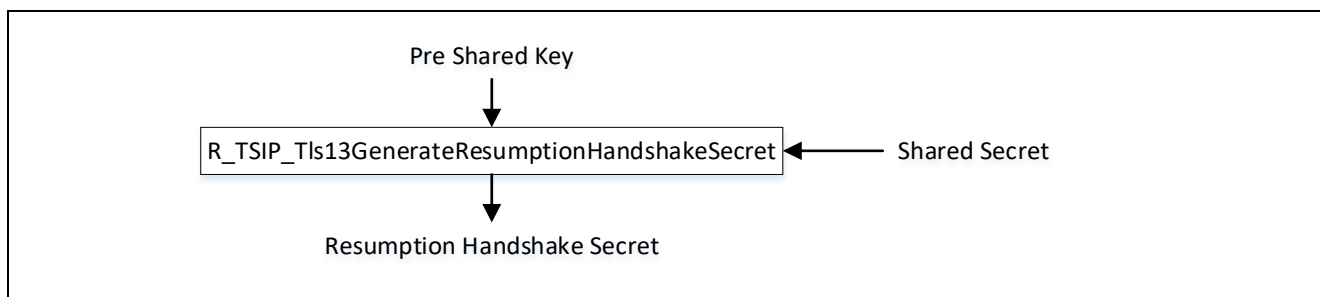 Pre Shared Key
R_TSIP_Tls13GenerateResumptionHandshakeSecret
Shared Secret
Resumption Handshake Secret